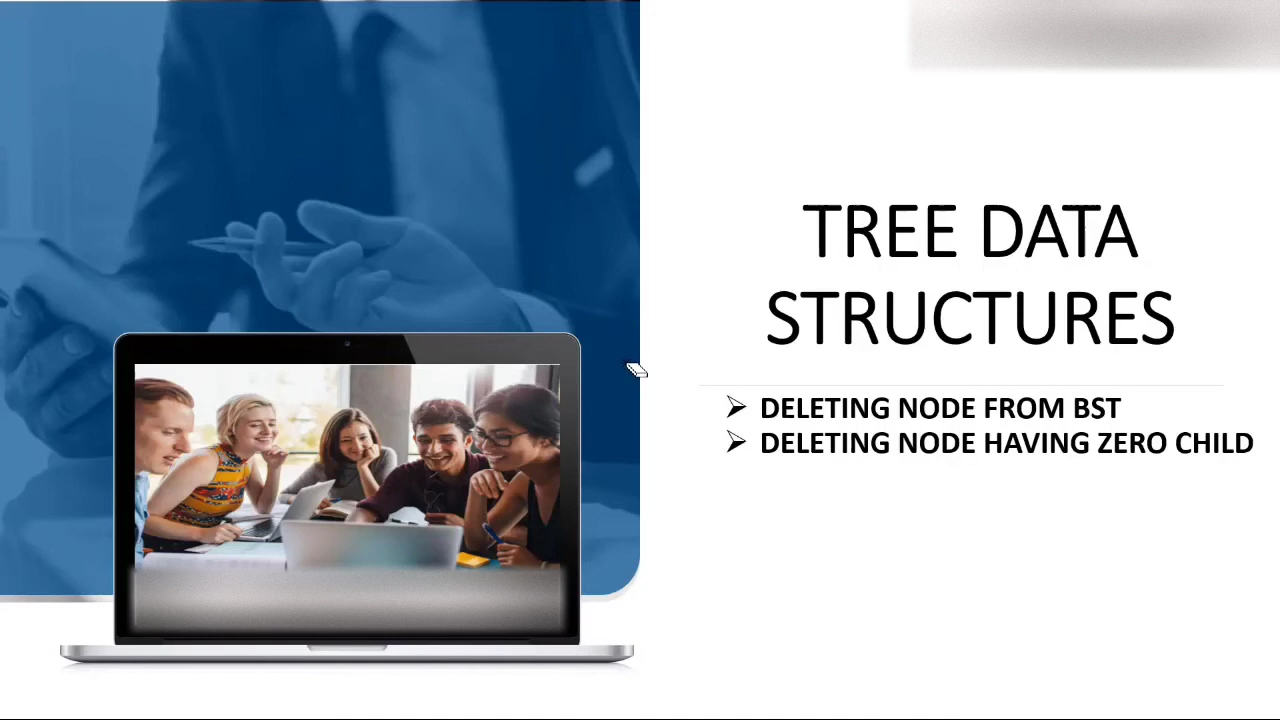 TREE DATA
STRUCTURES
➢ DELETING NODE FROM BST
➢ DELETING NODE HAVING ZERO CHILD